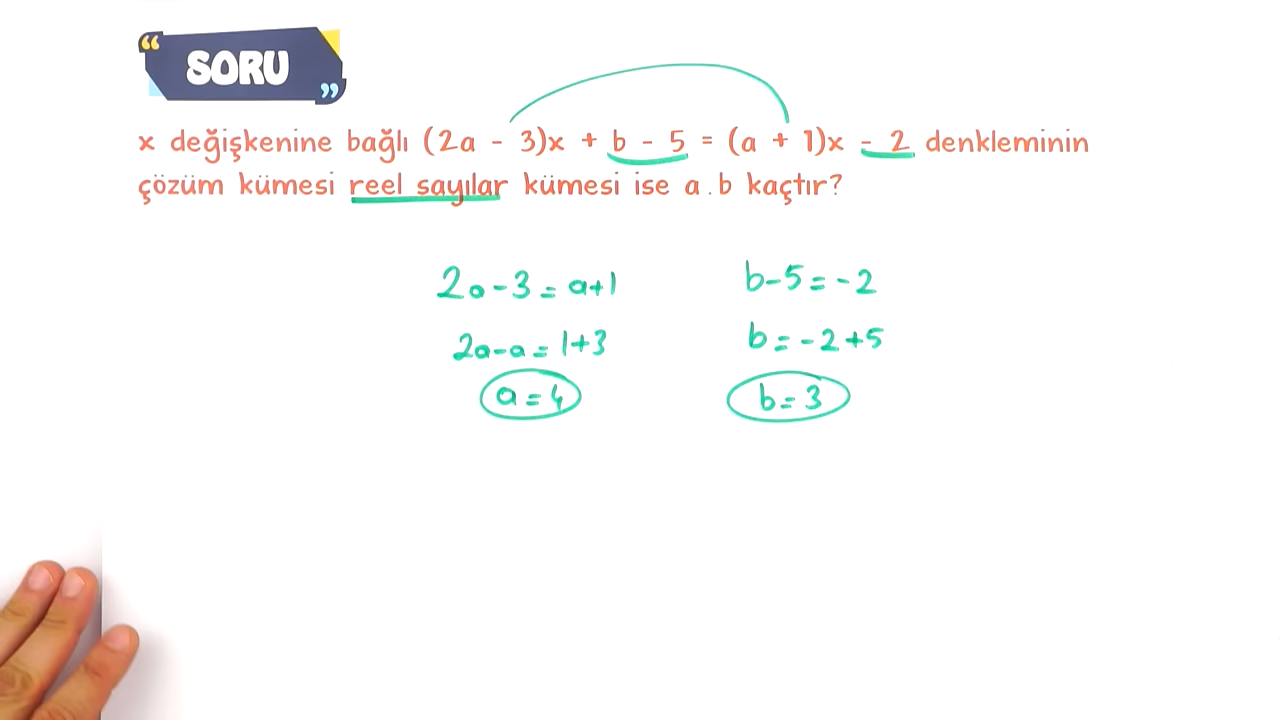 “ SORU ”
x değişkenine bağlı (2a - 3)x + b - 5 = (a + 1)x - 2 denkleminin
çözüm kümesi reel sayılar kümesi ise a . b kaçtır?
2a-3 = a+1
2a-a = 1+3
a = 4
b-5 = -2
b = -2+5
b = 3